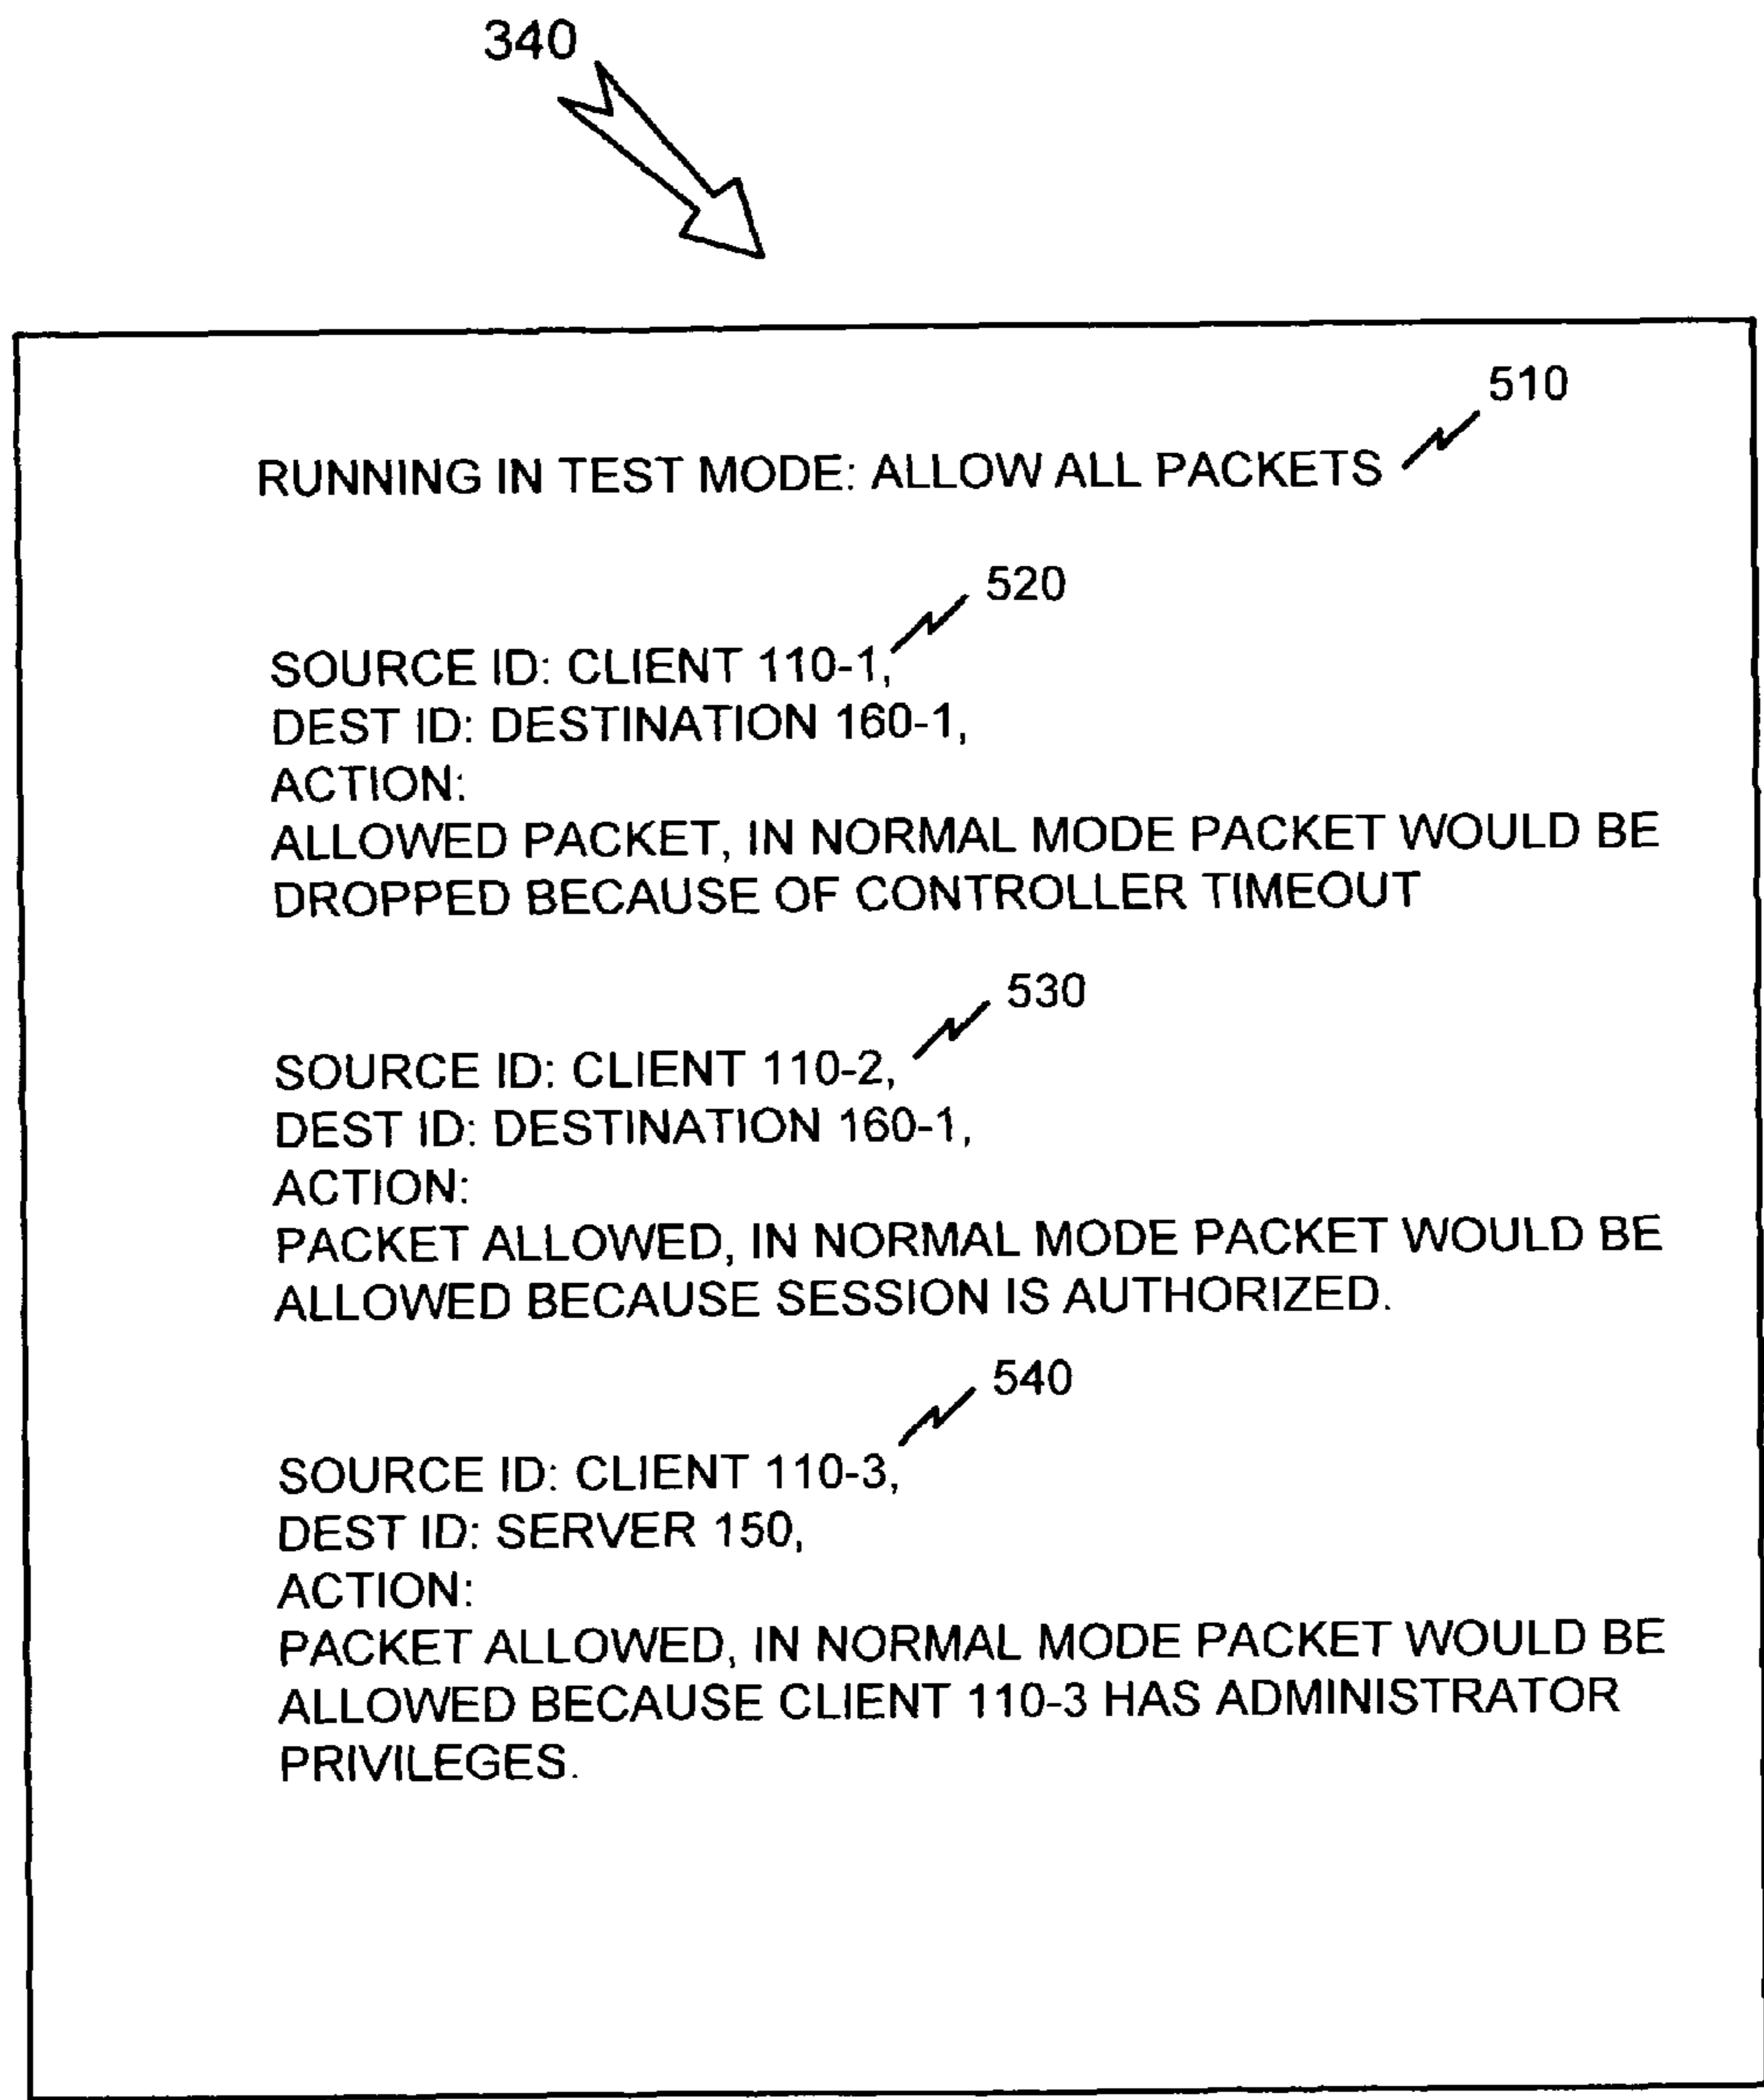 340
510
RUNNING IN TEST MODE: ALLOW ALL PACKETS
520
SOURCE ID: CLIENT 110-1,
DEST ID: DESTINATION 160-1,
ACTION:
ALLOWED PACKET, IN NORMAL MODE PACKET WOULD BE
DROPPED BECAUSE OF CONTROLLER TIMEOUT
530
SOURCE ID: CLIENT 110-2,
DEST ID: DESTINATION 160-1,
ACTION:
PACKET ALLOWED, IN NORMAL MODE PACKET WOULD BE
ALLOWED BECAUSE SESSION IS AUTHORIZED.
540
SOURCE ID: CLIENT 110-3,
DEST ID: SERVER 150,
ACTION:
PACKET ALLOWED, IN NORMAL MODE PACKET WOULD BE
ALLOWED BECAUSE CLIENT 110-3 HAS ADMINISTRATOR
PRIVILEGES.